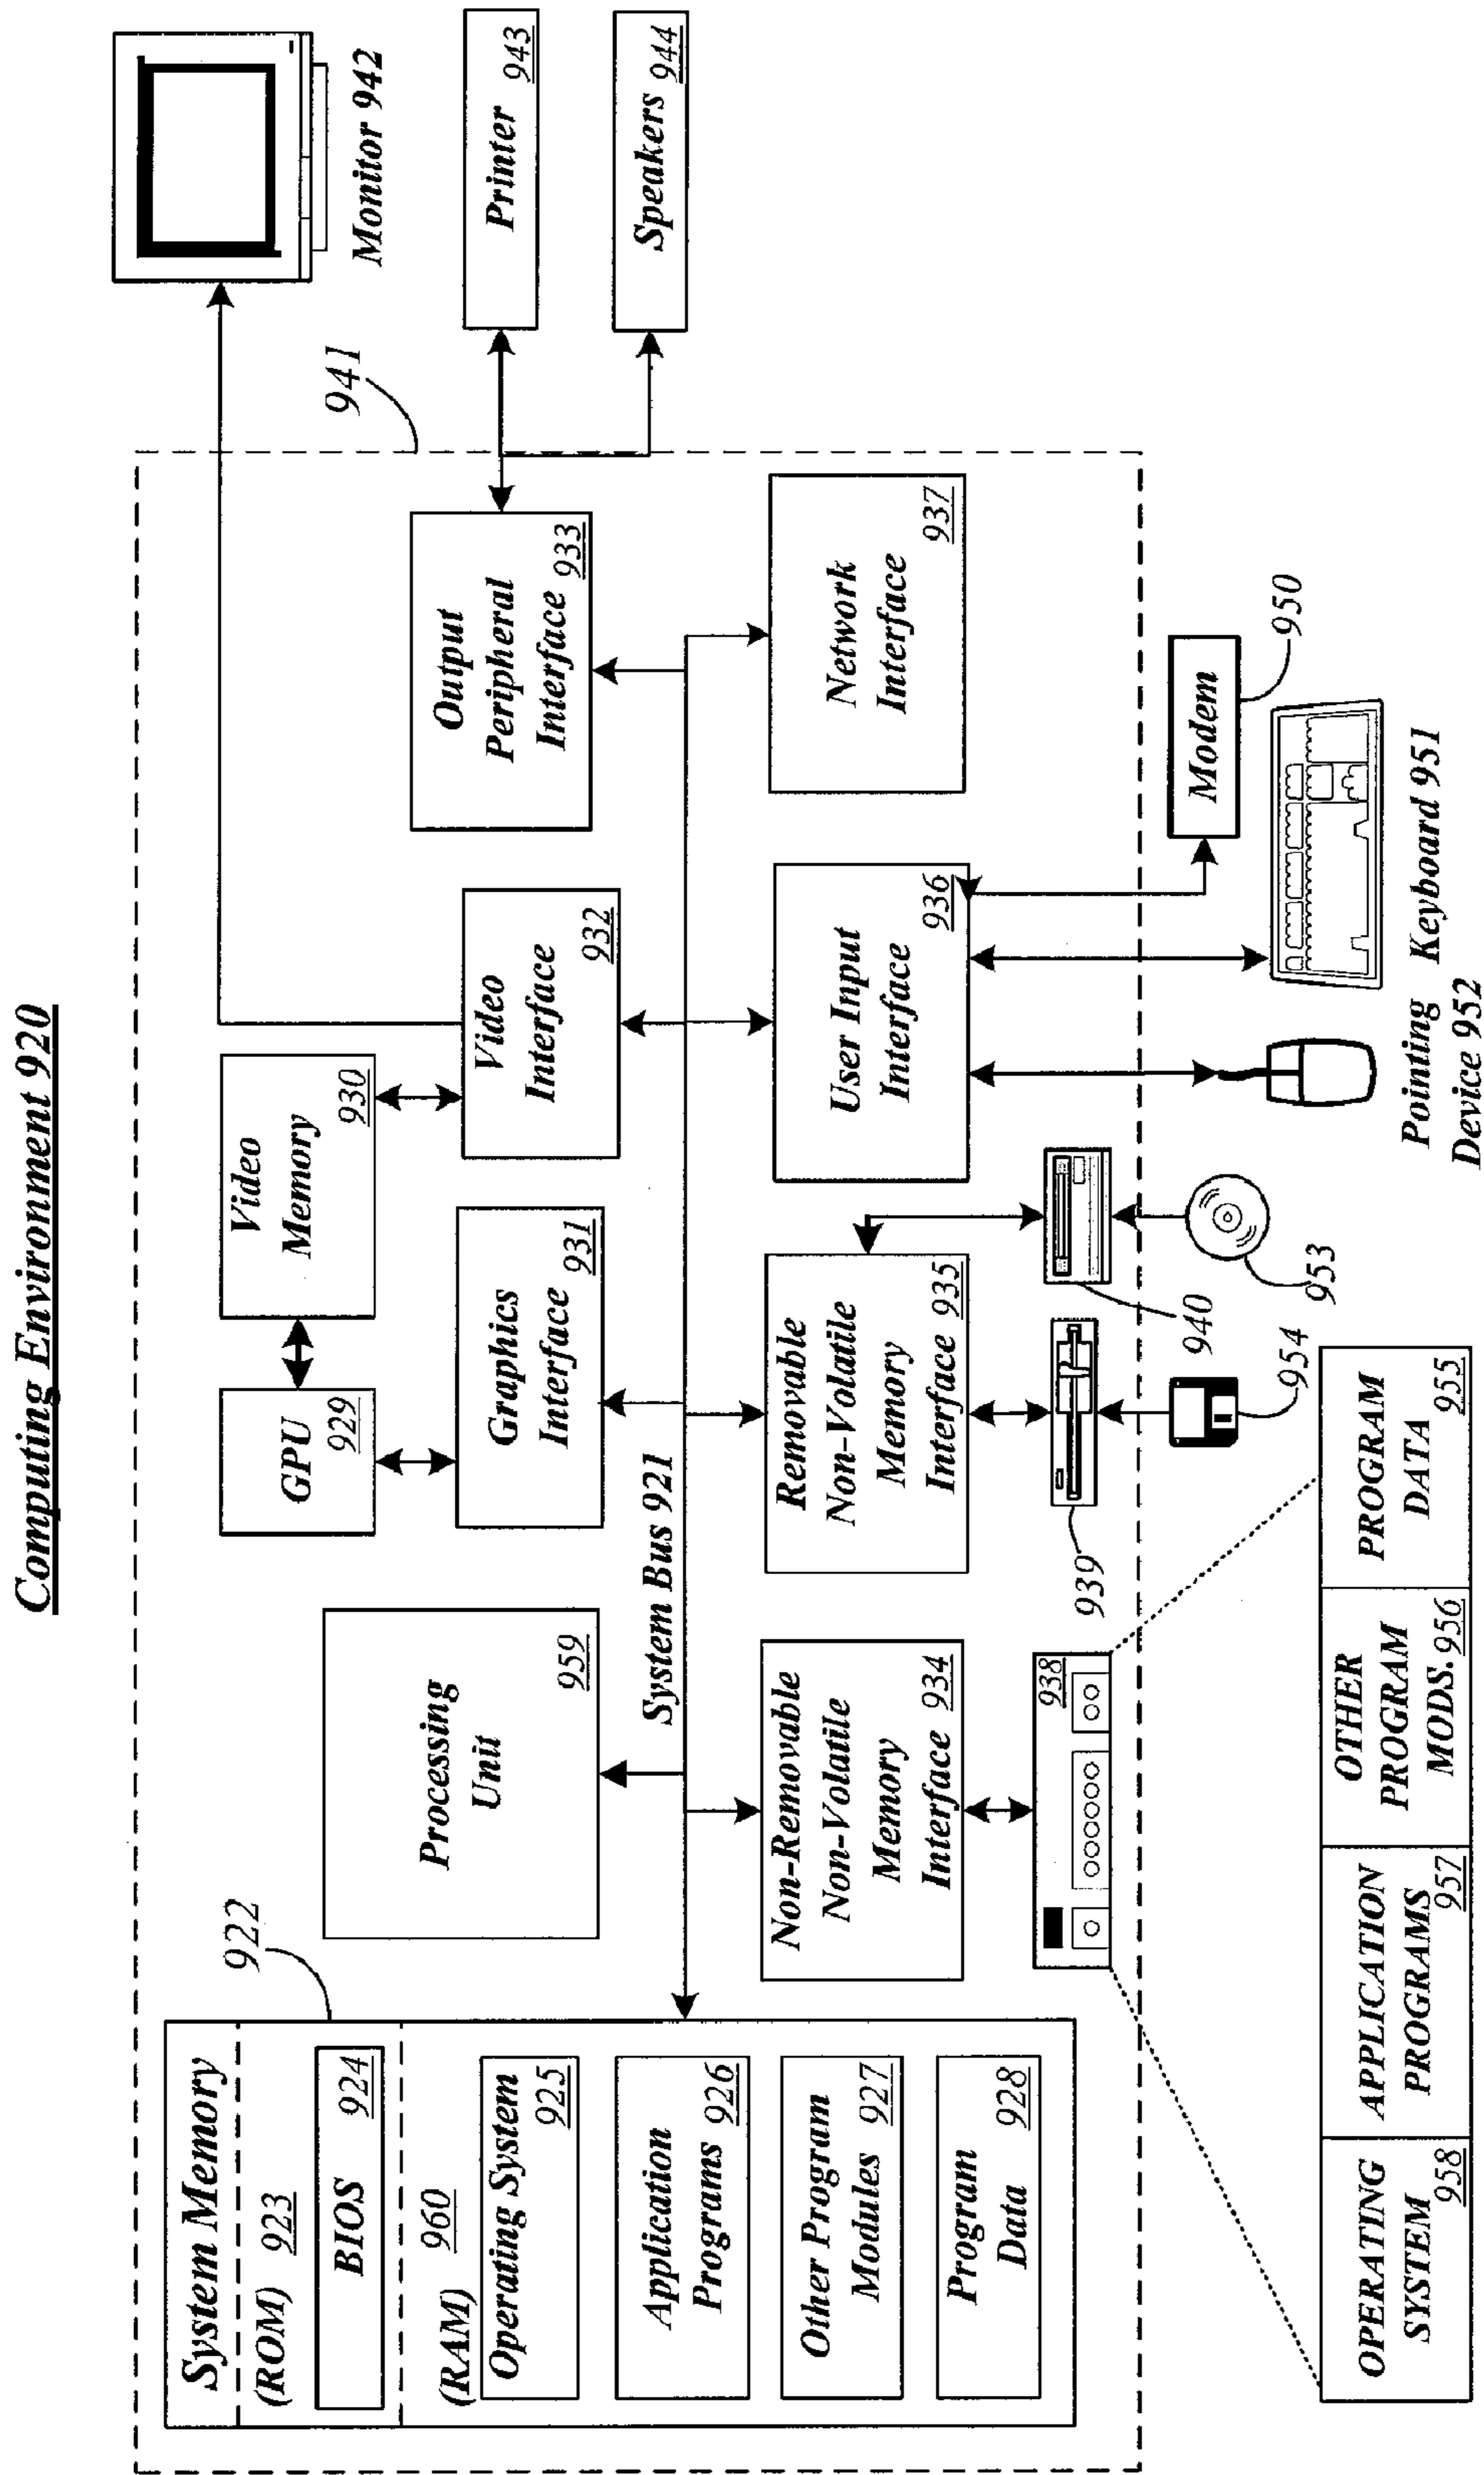 Computing Environment 920
System Memory
(ROM) 923
BIOS 924
(RAM) 960
Operating System
925
Application
Programs 926
Other Program
Modules 927
Program
Data 928
922
Processing
Unit
959
GPU
929
Video
Memory
930
Graphics
Interface
931
Video
Interface
932
Output
Peripheral
Interface
933
941
Monitor 942
Printer 943
Speakers 944
System Bus 921
Non-Removable
Non-Volatile
Memory
Interface 934
Removable
Non-Volatile
Memory
Interface 935
User Input
Interface
936
Network
Interface
937
938
939
940
954
953
Modem
950
Pointing
Device 952
Keyboard 951
OPERATING
SYSTEM
958
APPLICATION
PROGRAMS
957
OTHER
PROGRAM
MODS. 956
PROGRAM
DATA
955